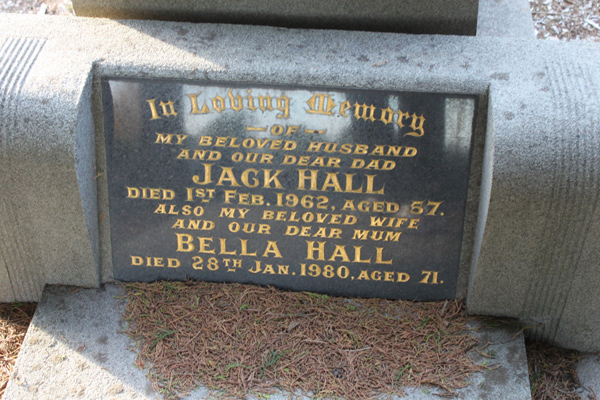 In Loving Memory
— OF —
MY BELOVED HUSBAND
AND OUR DEAR DAD
JACK HALL
DIED 1ST FEB. 1962, AGED 57.
ALSO MY BELOVED WIFE
AND OUR DEAR MUM
BELLA HALL
DIED 28TH JAN. 1980, AGED 71.